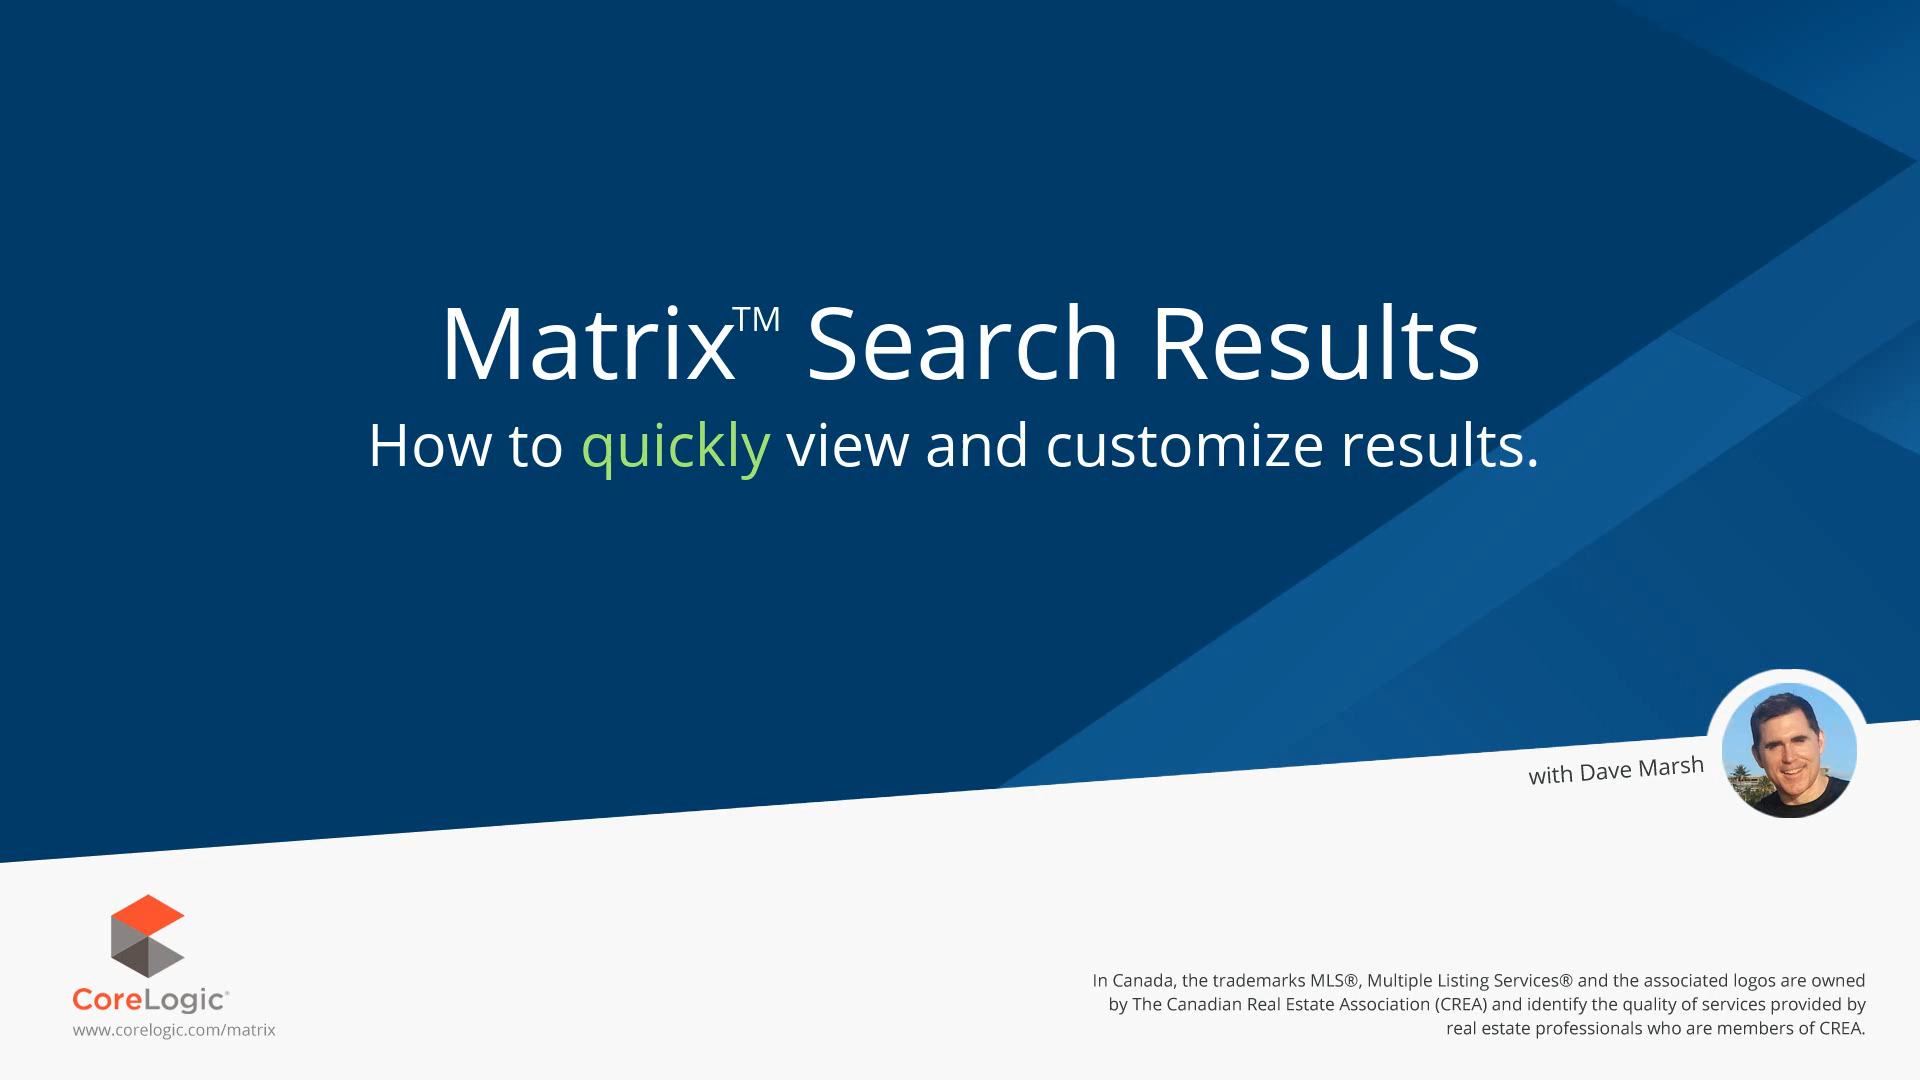 Matrix™ Search Results
How to quickly view and customize results.
with Dave Marsh
CoreLogic®
www.corelogic.com/matrix
In Canada, the trademarks MLS®, Multiple Listing Services® and the associated logos are owned
by The Canadian Real Estate Association (CREA) and identify the quality of services provided by
real estate professionals who are members of CREA.